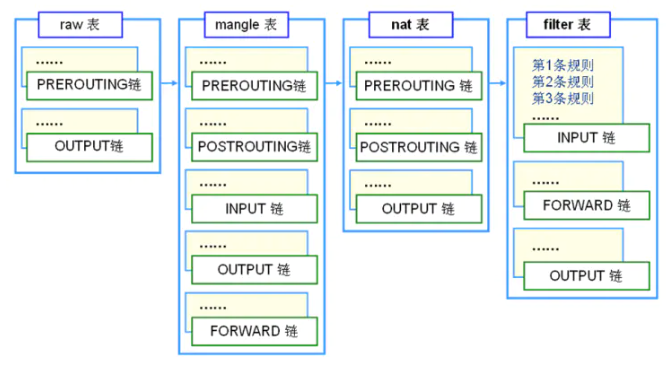 raw 表
……
PREROUTING链
……
OUTPUT链
mangle 表
……
PREROUTING链
……
POSTROUTING链
……
INPUT 链
……
OUTPUT 链
……
FORWARD 链
nat 表
……
PREROUTING 链
……
POSTROUTING 链
……
OUTPUT 链
filter 表
第1条规则
第2条规则
第3条规则
……
INPUT 链
……
FORWARD 链
……
OUTPUT 链